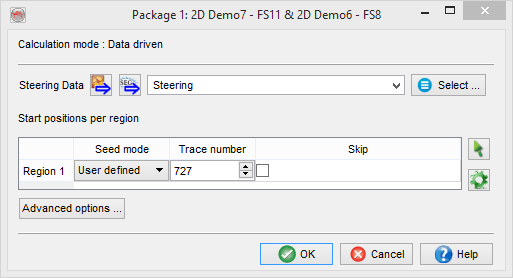 Package 1: 2D Demo7 - FS11 & 2D Demo6 - FS8
Calculation mode : Data driven
Steering Data SEGY Steering Select ...
Start positions per region
Seed mode Trace number Skip
Region 1 User defined 727
Advanced options ...
OK Cancel Help